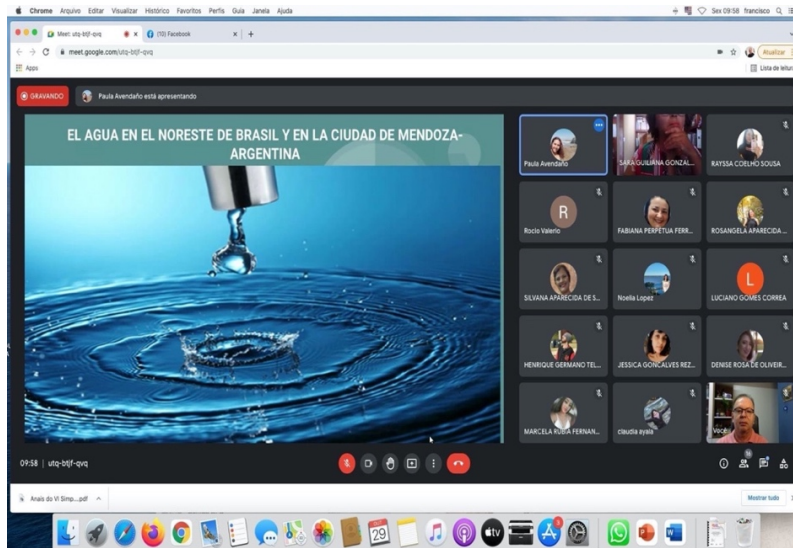 Chrome Arquivo Editar Visualizar Histórico Favoritos Perfis Guia Janela Ajuda
Sex 09:58 francisco
Meet: utq-btjf-qvq
(10) Facebook
meet.google.com/utq-btjf-qvq
Atualizar
Apps
Lista de leitura
GRAVANDO
Paula Avendaño está apresentando
EL AGUA EN EL NORESTE DE BRASIL Y EN LA CIUDAD DE MENDOZA-
ARGENTINA
Paula Avendaño
SARA GIULIANA GONZAL...
RAYSSA COELHO SOUSA
R
Rocio Valerio
FABIANA PERPETUA FERR...
ROSANGELA APARECIDA ...
SILVANA APARECIDA DE S...
Noelia Lopez
L
LUCIANO GOMES CORREA
HENRIQUE GERMANO TEL...
JESSICA GONCALVES REZ...
DENISE ROSA DE OLIVEIR...
MARCELA RUBIA FERNAN...
claudia ayala
Você
09:58 | utq-btjf-qvq
Anais do VI Simp....pdf
Mostrar tudo
29
tv